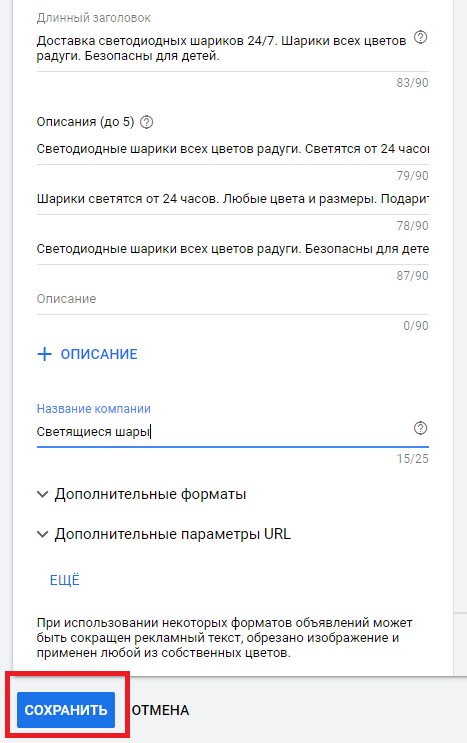 Длинный заголовок
Доставка светодиодных шариков 24/7. Шарики всех цветов
радуги. Безопасны для детей.
83/90
Описания (до 5)
Светодиодные шарики всех цветов радуги. Светятся от 24 часо
79/90
Шарики светятся от 24 часов. Любые цвета и размеры. Подарит
78/90
Светодиодные шарики всех цветов радуги. Безопасны для дете
87/90
Описание
0/90
+ ОПИСАНИЕ
Название компании
Светящиеся шары
15/25
Дополнительные форматы
Дополнительные параметры URL
ЕЩЁ
При использовании некоторых форматов объявлений может
быть сокращен рекламный текст, обрезано изображение и
применен любой из собственных цветов.
СОХРАНИТЬ ОТМЕНА